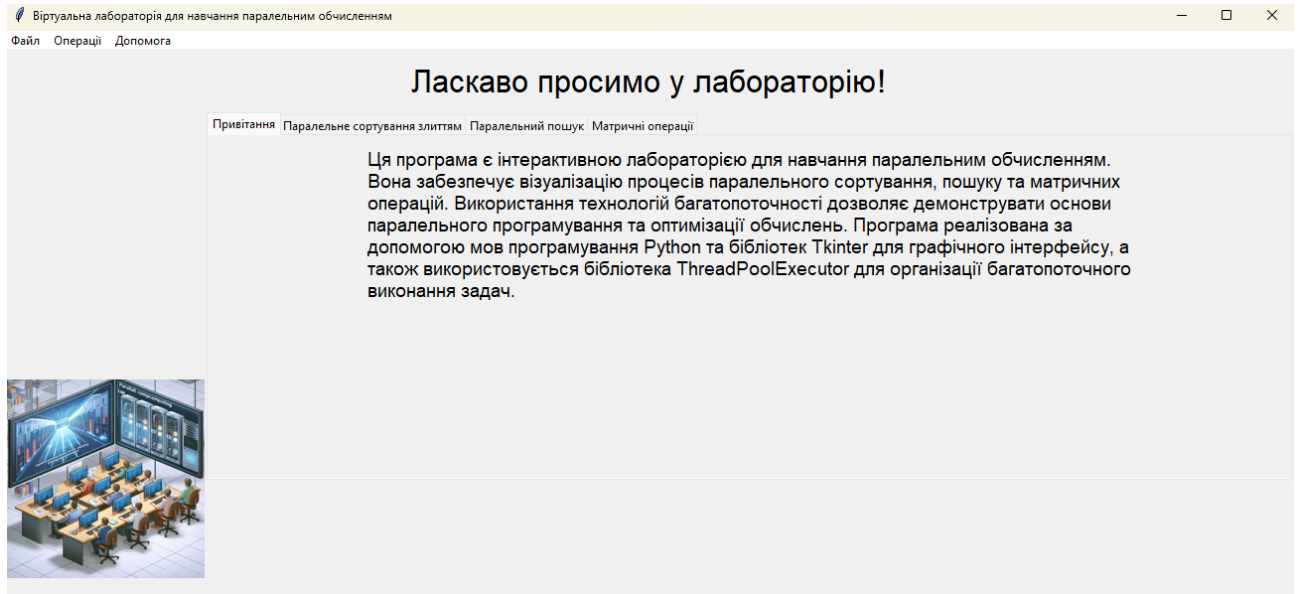 Віртуальна лабораторія для навчання паралельним обчисленням
Файл Операції Допомога
Ласкаво просимо у лабораторію!
Привітання Паралельне сортування злиттям Паралельний пошук Матричні операції
Ця програма є інтерактивною лабораторією для навчання паралельним обчисленням.
Вона забезпечує візуалізацію процесів паралельного сортування, пошуку та матричних
операцій. Використання технологій багатопоточності дозволяє демонструвати основи
паралельного програмування та оптимізації обчислень. Програма реалізована за
допомогою мов програмування Python та бібліотек Tkinter для графічного інтерфейсу, а
також використовується бібліотека ThreadPoolExecutor для організації багатопоточного
виконання задач.